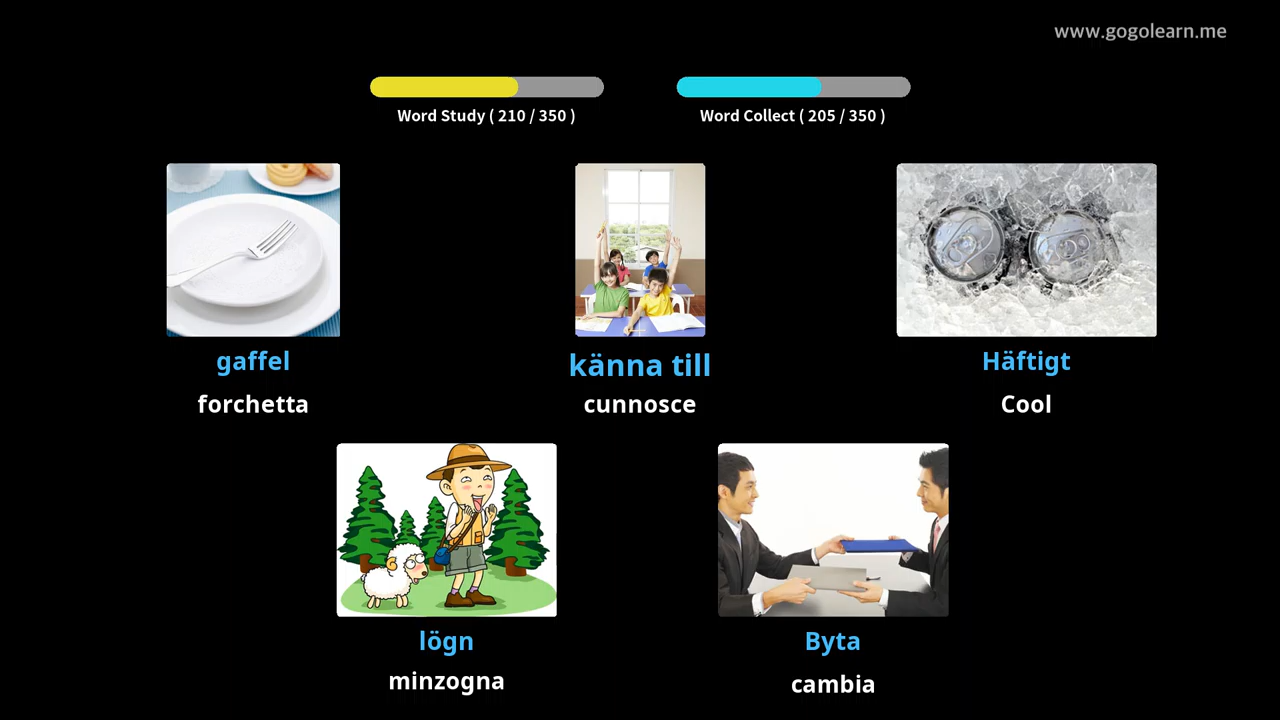 www.gogolearn.me
Word Study ( 210 / 350 )
Word Collect ( 205 / 350 )
gaffel
forchetta
känna till
cunnosce
Häftigt
Cool
lögn
minzogna
Byta
cambia